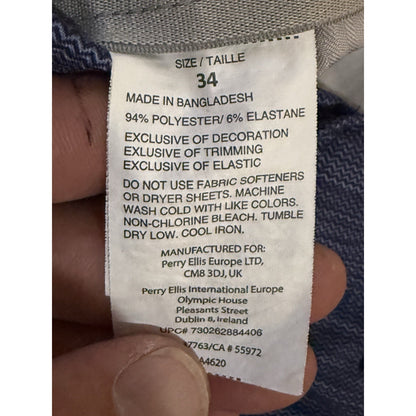 SIZE / TAILLE
34
MADE IN BANGLADESH
94% POLYESTER/ 6% ELASTANE
EXCLUSIVE OF DECORATION
EXLUSIVE OF TRIMMING
EXCLUSIVE OF ELASTIC
DO NOT USE FABRIC SOFTENERS
OR DRYER SHEETS. MACHINE
WASH COLD WITH LIKE COLORS.
NON-CHLORINE BLEACH. TUMBLE
DRY LOW. COOL IRON.
MANUFACTURED FOR:
Perry Ellis Europe LTD,
CM8 3DJ, UK
Perry Ellis International Europe
Olympic House
Pleasants Street
Dublin 8, Ireland
UPC# 730262884406
7763/CA # 55972
A4620